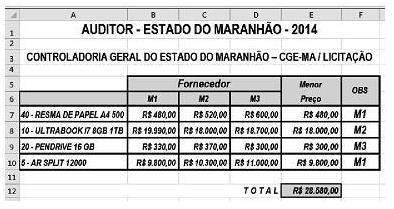 A B C D E F
1 AUDITOR - ESTADO DO MARANHÃO - 2014
2
3 CONTROLADORIA GERAL DO ESTADO DO MARANHÃO – CGE-MA / LICITAÇÃO
4
5 Fornecedor Menor OBS
6 M1 M2 M3 Preço
7 40 - RESMA DE PAPEL A4 500 R$ 480,00 R$ 520,00 R$ 600,00 R$ 480,00 M1
8 10 - ULTRABOOK I7 8GB 1TB R$ 19.990,00 R$ 18.000,00 R$ 18.700,00 R$ 18.000,00 M2
9 20 - PENDRIVE 16 GB R$ 330,00 R$ 370,00 R$ 300,00 R$ 300,00 M3
10 5 - AR SPLIT 12000 R$ 9.800,00 R$ 10.300,00 R$ 11.000,00 R$ 9.800,00 M1
11
12 T O T A L R$ 28.580,00